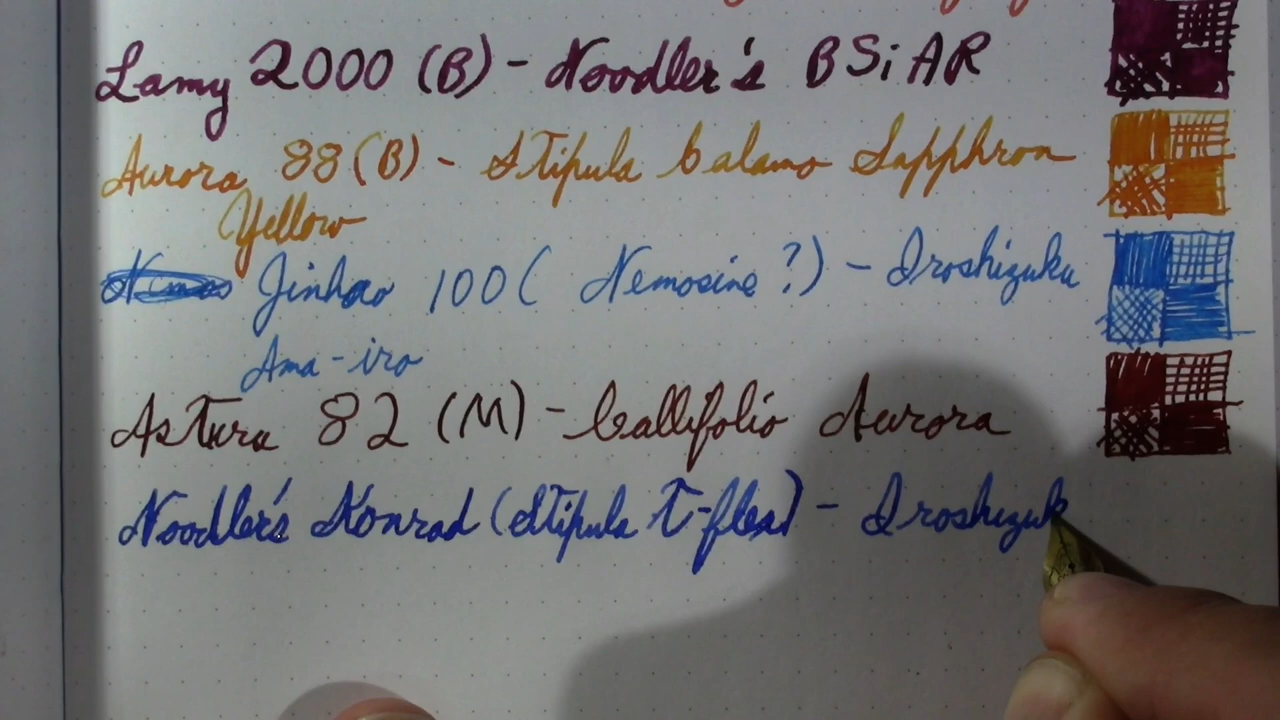 Lamy 2000 (B) - Noodler's BSiAR
Aurora 88 (B) - Stipula Calamo Sapphron
Yellow
Jinhao 100 ( Nemosine ?) - Iroshizuku
Ama-iro
Astura 82 (M) - Callifolio Aurora
Noodler's Konrad (Stipula T-flex) - Iroshizuk